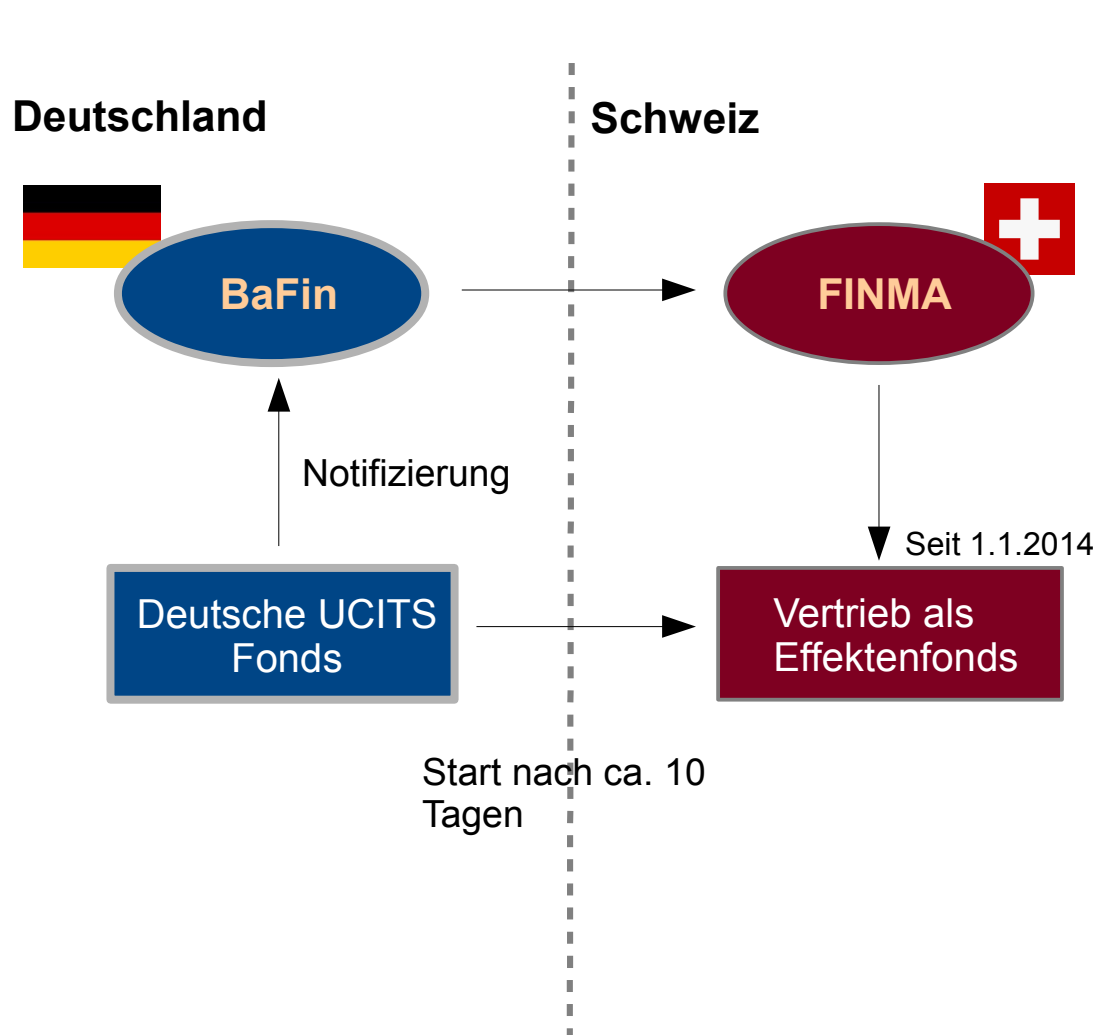 Deutschland
Schweiz
BaFin
FINMA
Notifizierung
Seit 1.1.2014
Deutsche UCITS
Fonds
Vertrieb als
Effektenfonds
Start nach ca. 10
Tagen